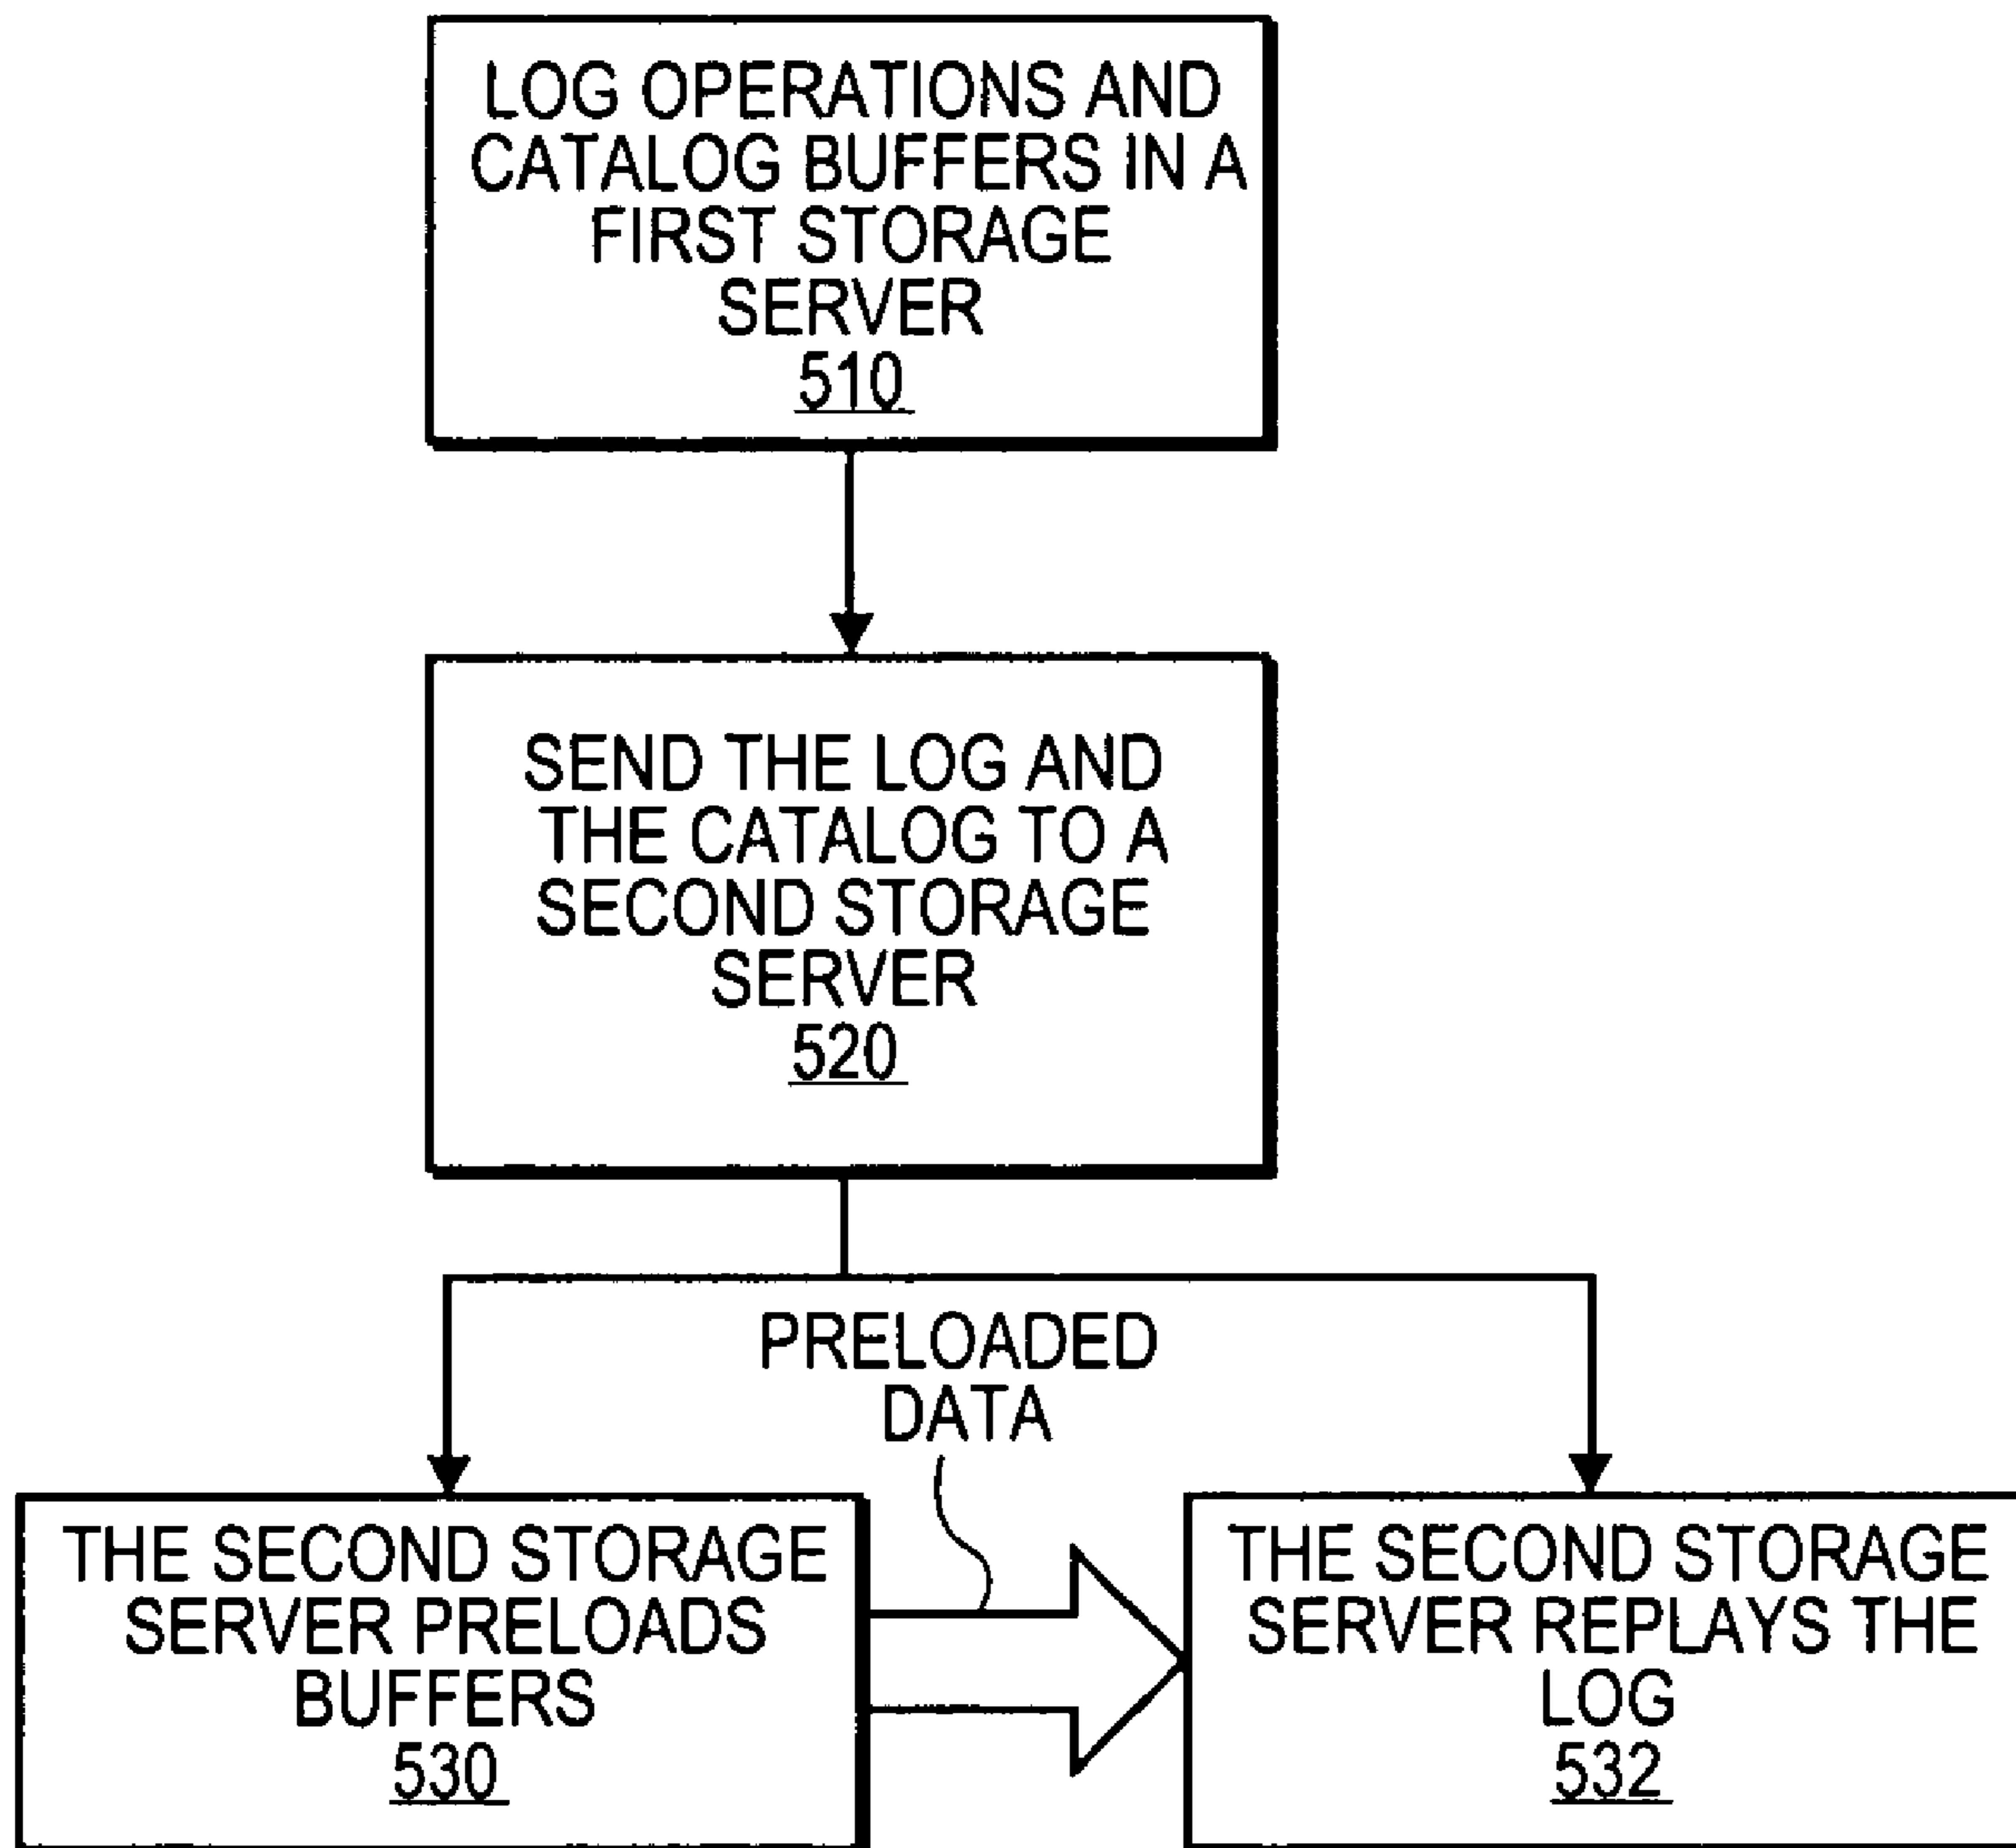 LOG OPERATIONS AND
CATALOG BUFFERS IN A
FIRST STORAGE
SERVER
510
SEND THE LOG AND
THE CATALOG TO A
SECOND STORAGE
SERVER
520
PRELOADED
DATA
THE SECOND STORAGE
SERVER PRELOADS
BUFFERS
530
THE SECOND STORAGE
SERVER REPLAYS THE
LOG
532